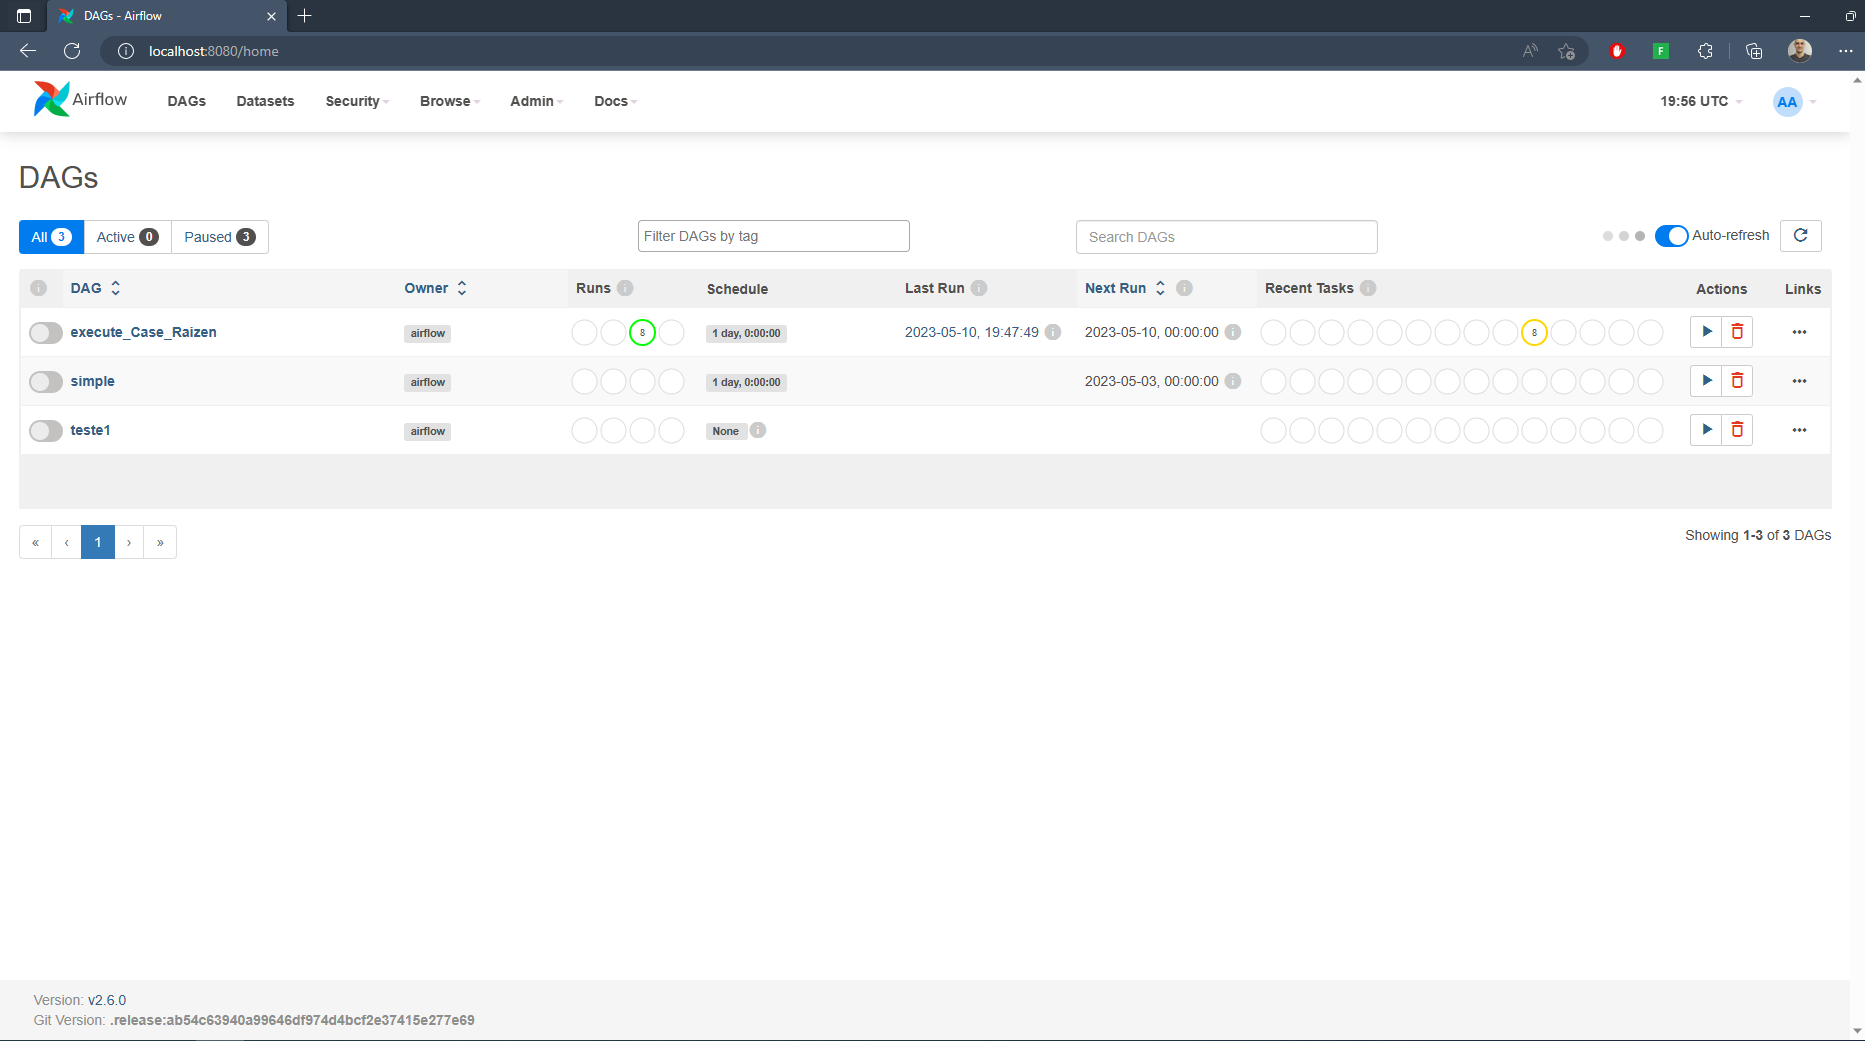 DAGs - Airflow
localhost:8080/home
Airflow DAGs Datasets Security Browse Admin Docs 19:56 UTC AA
DAGs
All 3 Active 0 Paused 3 Filter DAGs by tag Search DAGs Auto-refresh
DAG Owner Runs Schedule Last Run Next Run Recent Tasks Actions Links
execute_Case_Raizen airflow 8 1 day, 0:00:00 2023-05-10, 19:47:49 2023-05-10, 00:00:00 8
simple airflow 1 day, 0:00:00 2023-05-03, 00:00:00
teste1 airflow None
« ‹ 1 › » Showing 1-3 of 3 DAGs
Version: v2.6.0
Git Version: .release:ab54c63940a99646df974d4bcf2e37415e277e69